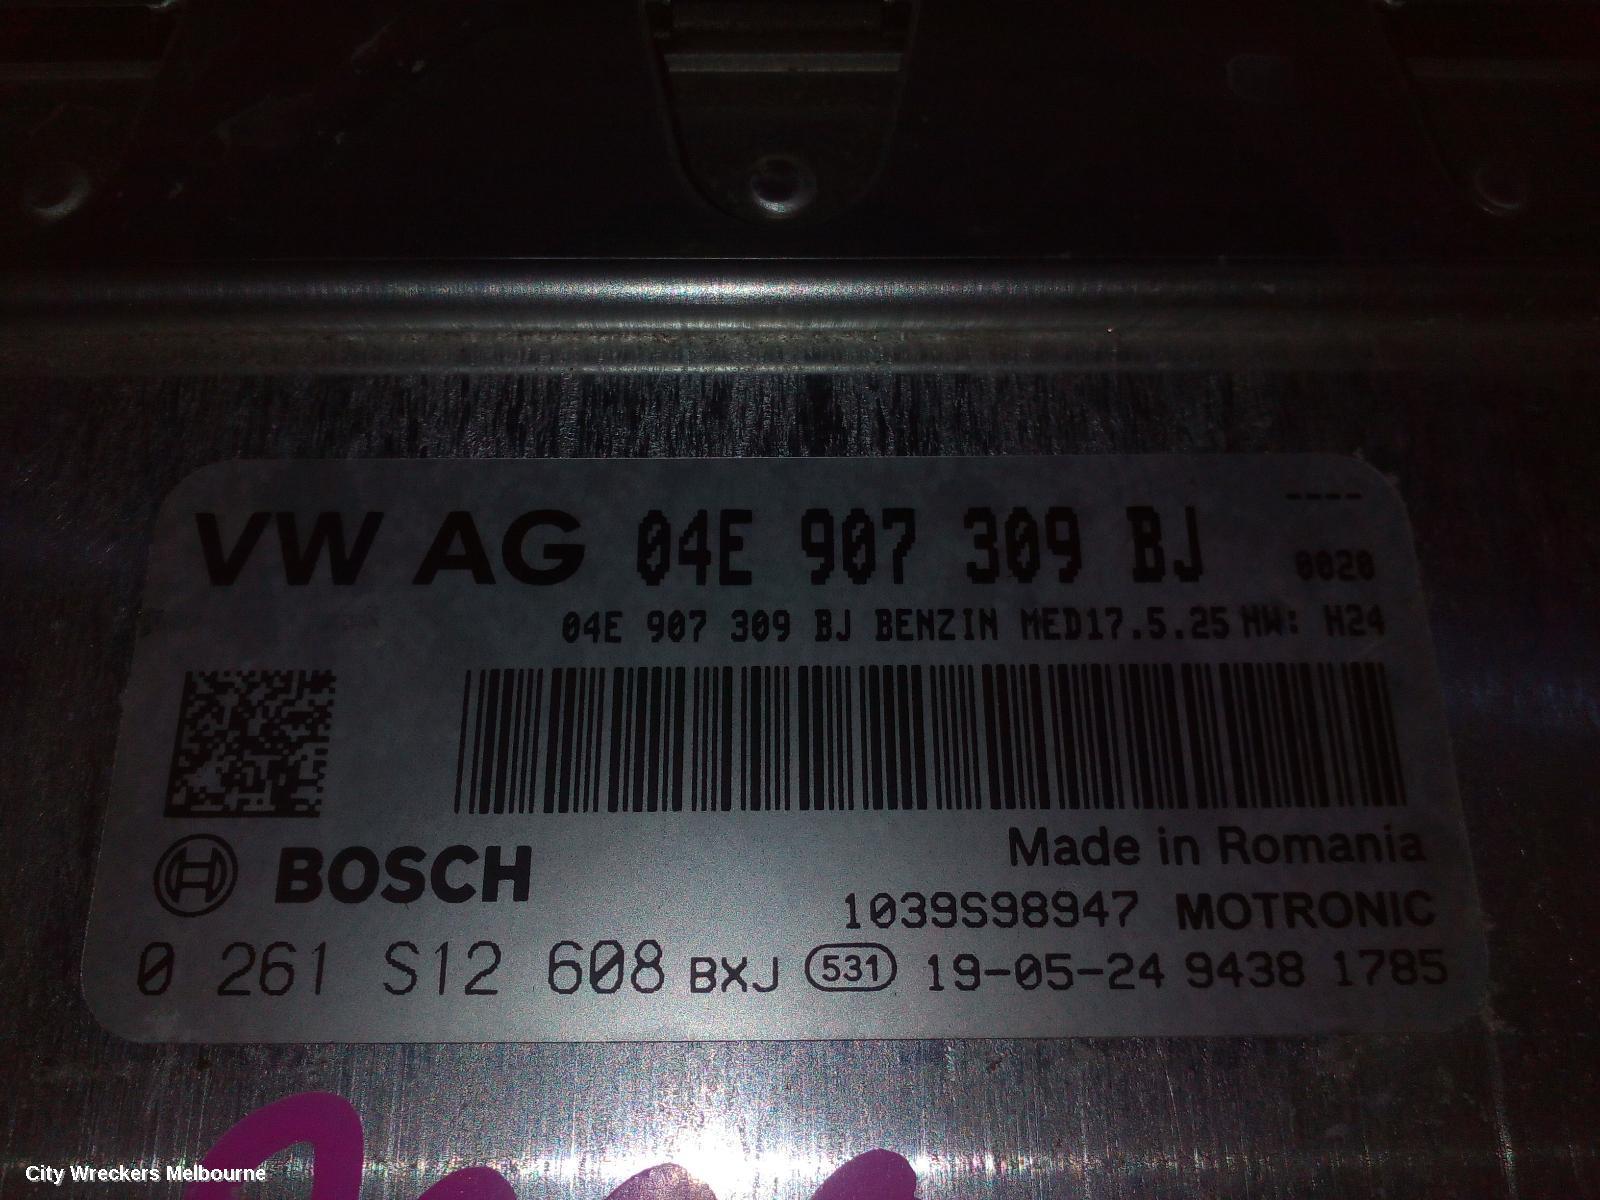 ----
VW AG 04E 907 309 BJ 0020
04E 907 309 BJ BENZIN MED17.5.25 HW: H24
BOSCH
Made in Romania
1039S98947 MOTRONIC
0 261 S12 608 BXJ 531 19-05-24 9438 1785
City Wreckers Melbourne